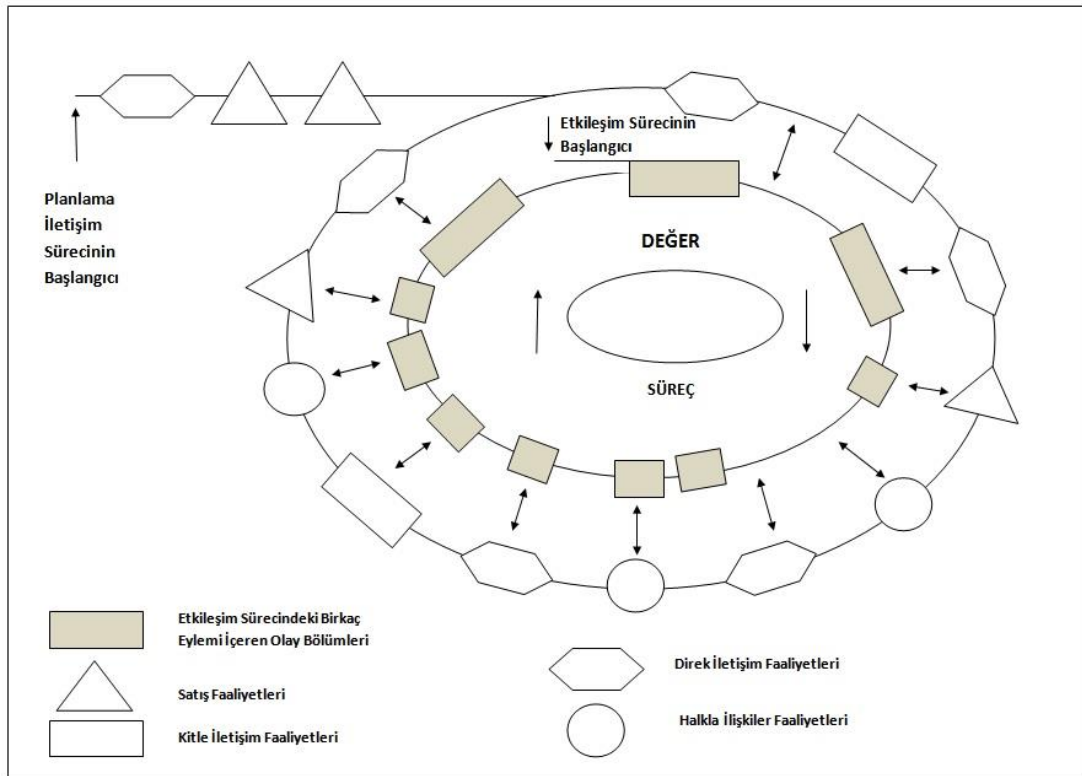 Etkileşim Sürecinin
Başlangıcı
Planlama
İletişim
Sürecinin
Başlangıcı
DEĞER
SÜREÇ
Etkileşim Sürecindeki Birkaç
Eylemi İçeren Olay Bölümleri
Direk İletişim Faaliyetleri
Satış Faaliyetleri
Halkla İlişkiler Faaliyetleri
Kitle İletişim Faaliyetleri